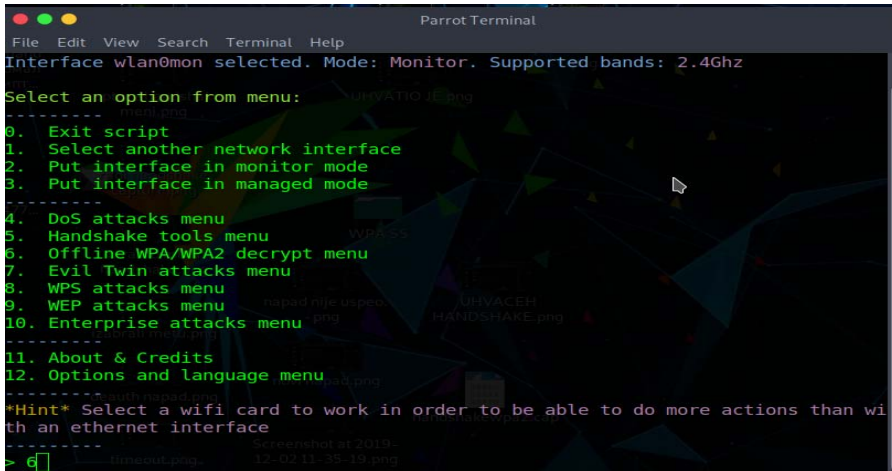 Parrot Terminal
File Edit View Search Terminal Help
Interface wlan0mon selected. Mode: Monitor. Supported bands: 2.4Ghz
Select an option from menu:
---------
0. Exit script
1. Select another network interface
2. Put interface in monitor mode
3. Put interface in managed mode
---------
4. DoS attacks menu
5. Handshake tools menu
6. Offline WPA/WPA2 decrypt menu
7. Evil Twin attacks menu
8. WPS attacks menu
9. WEP attacks menu
10. Enterprise attacks menu
---------
11. About & Credits
12. Options and language menu
---------
*Hint* Select a wifi card to work in order to be able to do more actions than wi
th an ethernet interface
---------
> 6